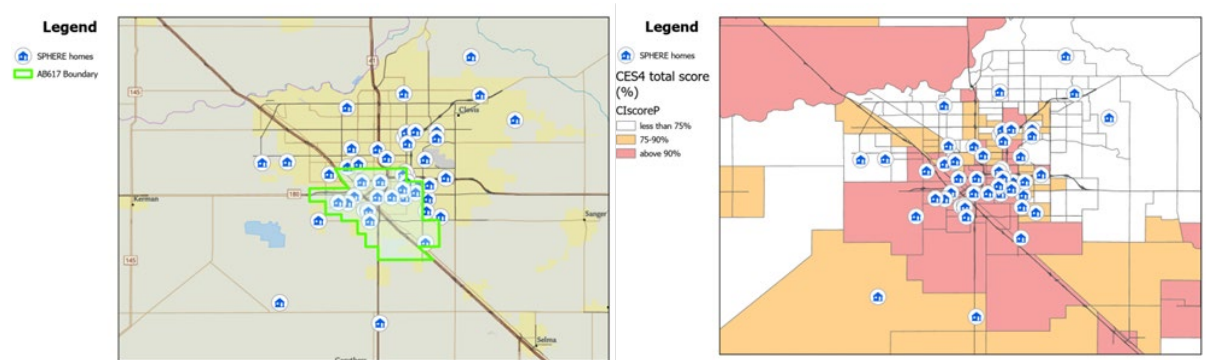 Legend
SPHERE homes
AB617 Boundary
41
145
Clovis
180
Kerman
Sanger
145
Selma
Legend
SPHERE homes
CES4 total score
(%)
CIscoreP
less than 75%
75-90%
above 90%